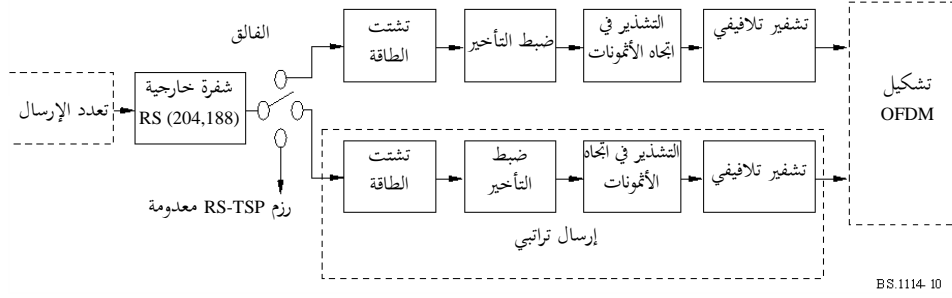 الفالق
تشتت
الطاقة
ضبط التأخير
التشذير في
اتجاه الأثمونات
تشفير تلافيفي
تشكيل
OFDM
تعدد الإرسال
شفرة خارجية
RS (204,188)
تشتت
الطاقة
ضبط
التأخير
التشذير في اتجاه
الأثمونات
تشفير تلافيفي
رزم RS-TSP معدومة
إرسال تراتبي
BS.1114-10